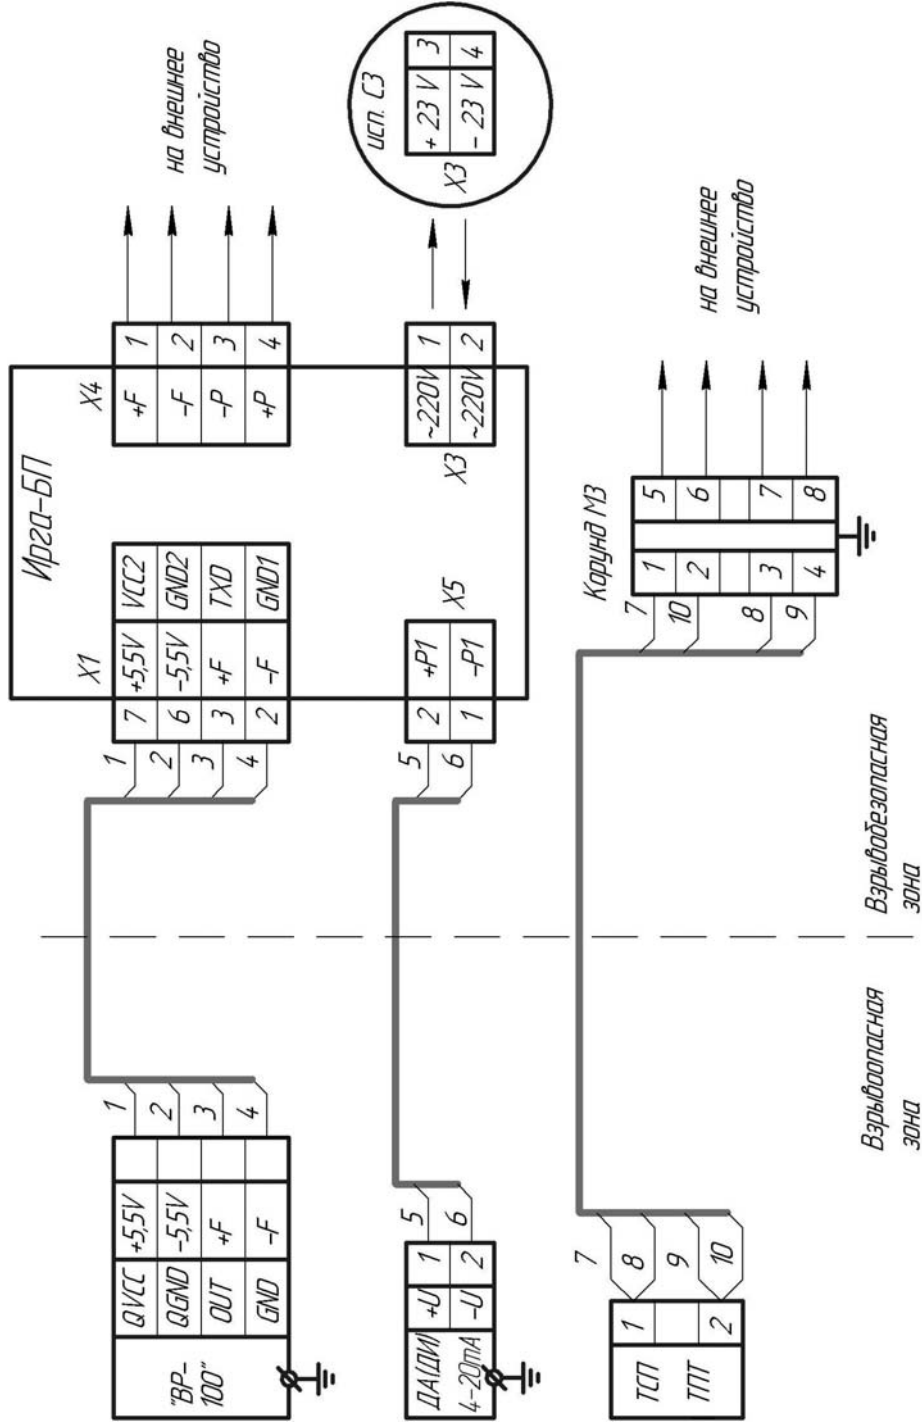 Ирга-БП
X1
1
2
3
4
7 +5,5V VCC2
6 -5,5V GND2
3 +F TXD
2 -F GND1
X4
+F 1
-F 2
-P 3
+P 4
на внешнее
устройство
5
6
2 +P1
1 -P1
X5
~220V 1
~220V 2
X3
исп. С3
+ 23 V 3
- 23 V 4
X3
"ВР-
100"
QVCC +5,5V
QGND -5,5V
OUT +F
GND -F
1
2
3
4
ДА(ДИ)
4-20mA
+U 1
-U 2
5
6
ТСП
ТПТ
1
2
7
8
9
10
Корунд М3
7
10
8
9
1 5
2 6
3 7
4 8
на внешнее
устройство
Взрывоопасная
зона
Взрывобезопасная
зона